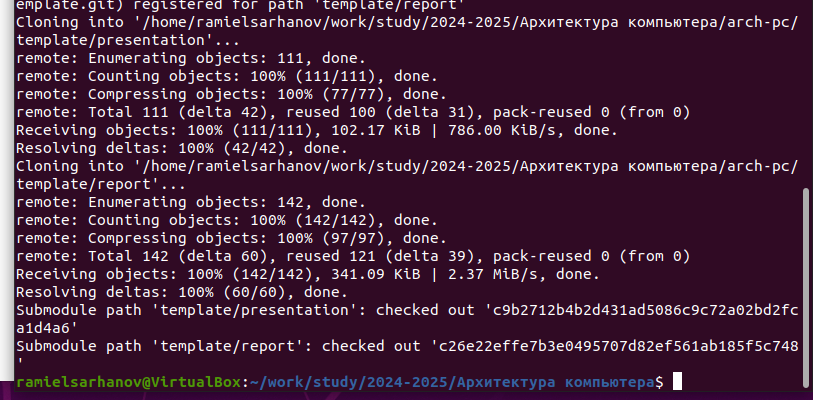 emplate.git) registered for path 'template/report'
Cloning into '/home/ramielsarhanov/work/study/2024-2025/Архитектура компьютера/arch-pc/
template/presentation'...
remote: Enumerating objects: 111, done.
remote: Counting objects: 100% (111/111), done.
remote: Compressing objects: 100% (77/77), done.
remote: Total 111 (delta 42), reused 100 (delta 31), pack-reused 0 (from 0)
Receiving objects: 100% (111/111), 102.17 KiB | 786.00 KiB/s, done.
Resolving deltas: 100% (42/42), done.
Cloning into '/home/ramielsarhanov/work/study/2024-2025/Архитектура компьютера/arch-pc/
template/report'...
remote: Enumerating objects: 142, done.
remote: Counting objects: 100% (142/142), done.
remote: Compressing objects: 100% (97/97), done.
remote: Total 142 (delta 60), reused 121 (delta 39), pack-reused 0 (from 0)
Receiving objects: 100% (142/142), 341.09 KiB | 2.37 MiB/s, done.
Resolving deltas: 100% (60/60), done.
Submodule path 'template/presentation': checked out 'c9b2712b4b2d431ad5086c9c72a02bd2fc
a1d4a6'
Submodule path 'template/report': checked out 'c26e22effe7b3e0495707d82ef561ab185f5c748
'
ramielsarhanov@VirtualBox:~/work/study/2024-2025/Архитектура компьютера$